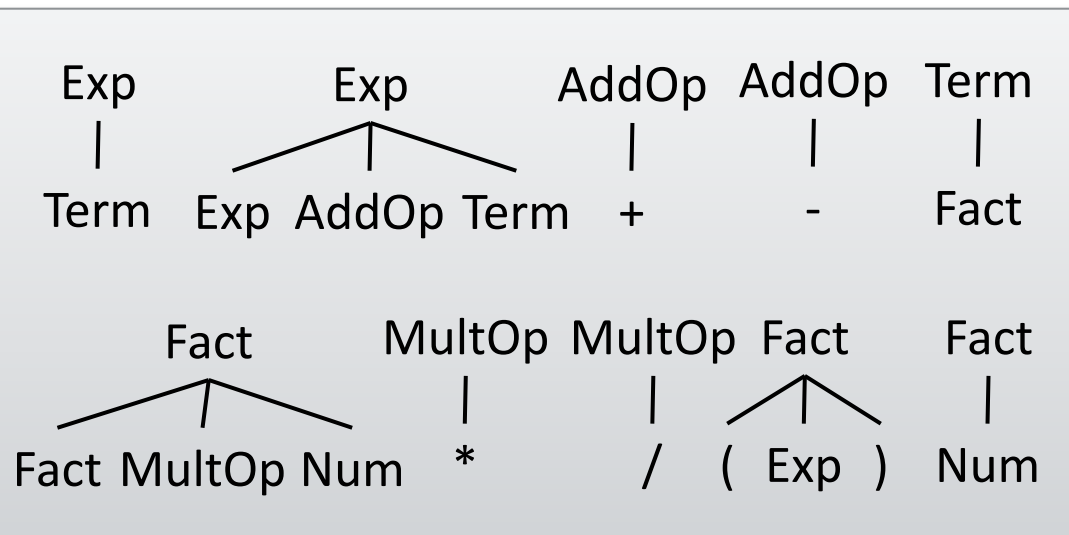 Exp Exp AddOp AddOp Term
Term Exp AddOp Term + - Fact
Fact MultOp MultOp Fact Fact
Fact MultOp Num * / ( Exp ) Num